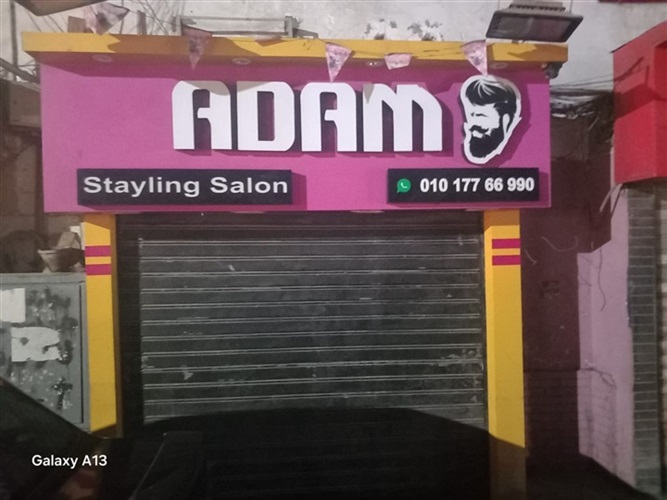 ADAM
Stayling Salon
010 177 66 990
Galaxy A13